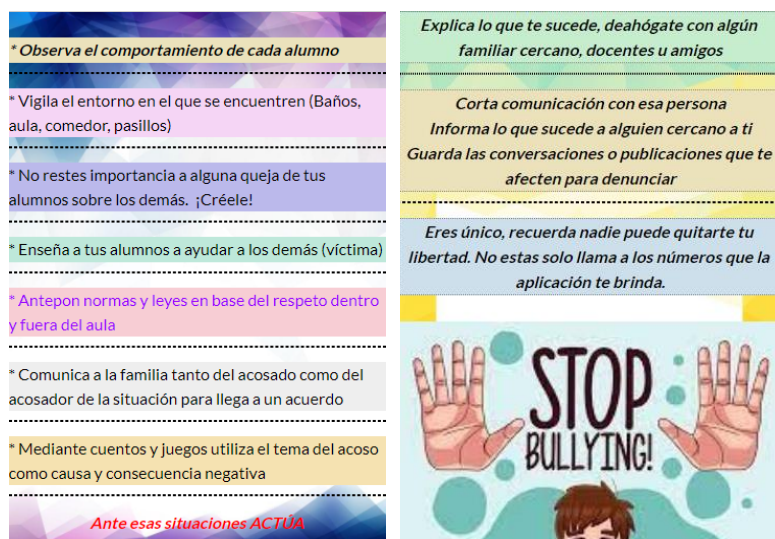 * Observa el comportamiento de cada alumno
* Vigila el entorno en el que se encuentren (Baños,
aula, comedor, pasillos)
* No restes importancia a alguna queja de tus
alumnos sobre los demás. ¡Créele!
* Enseña a tus alumnos a ayudar a los demás (víctima)
* Antepon normas y leyes en base del respeto dentro
y fuera del aula
* Comunica a la familia tanto del acosado como del
acosador de la situación para llega a un acuerdo
* Mediante cuentos y juegos utiliza el tema del acoso
como causa y consecuencia negativa
Ante esas situaciones ACTÚA
Explica lo que te sucede, deahógate con algún
familiar cercano, docentes u amigos
Corta comunicación con esa persona
Informa lo que sucede a alguien cercano a ti
Guarda las conversaciones o publicaciones que te
afecten para denunciar
Eres único, recuerda nadie puede quitarte tu
libertad. No estas solo llama a los números que la
aplicación te brinda.
STOP
BULLYING!